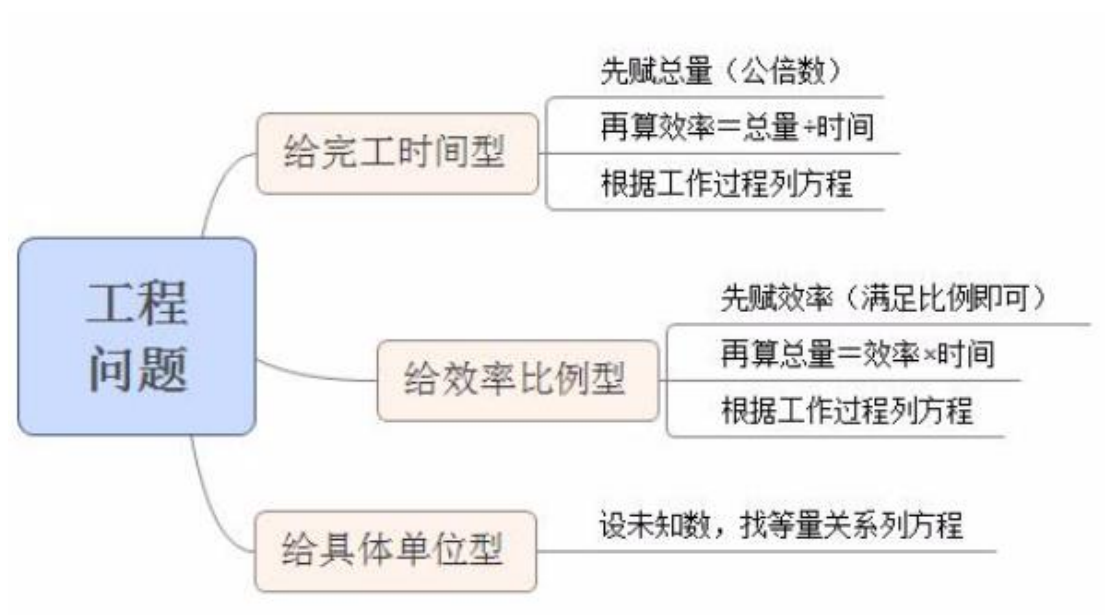 工程
问题
给完工时间型
先赋总量（公倍数）
再算效率＝总量÷时间
根据工作过程列方程
给效率比例型
先赋效率（满足比例即可）
再算总量＝效率×时间
根据工作过程列方程
给具体单位型
设未知数，找等量关系列方程